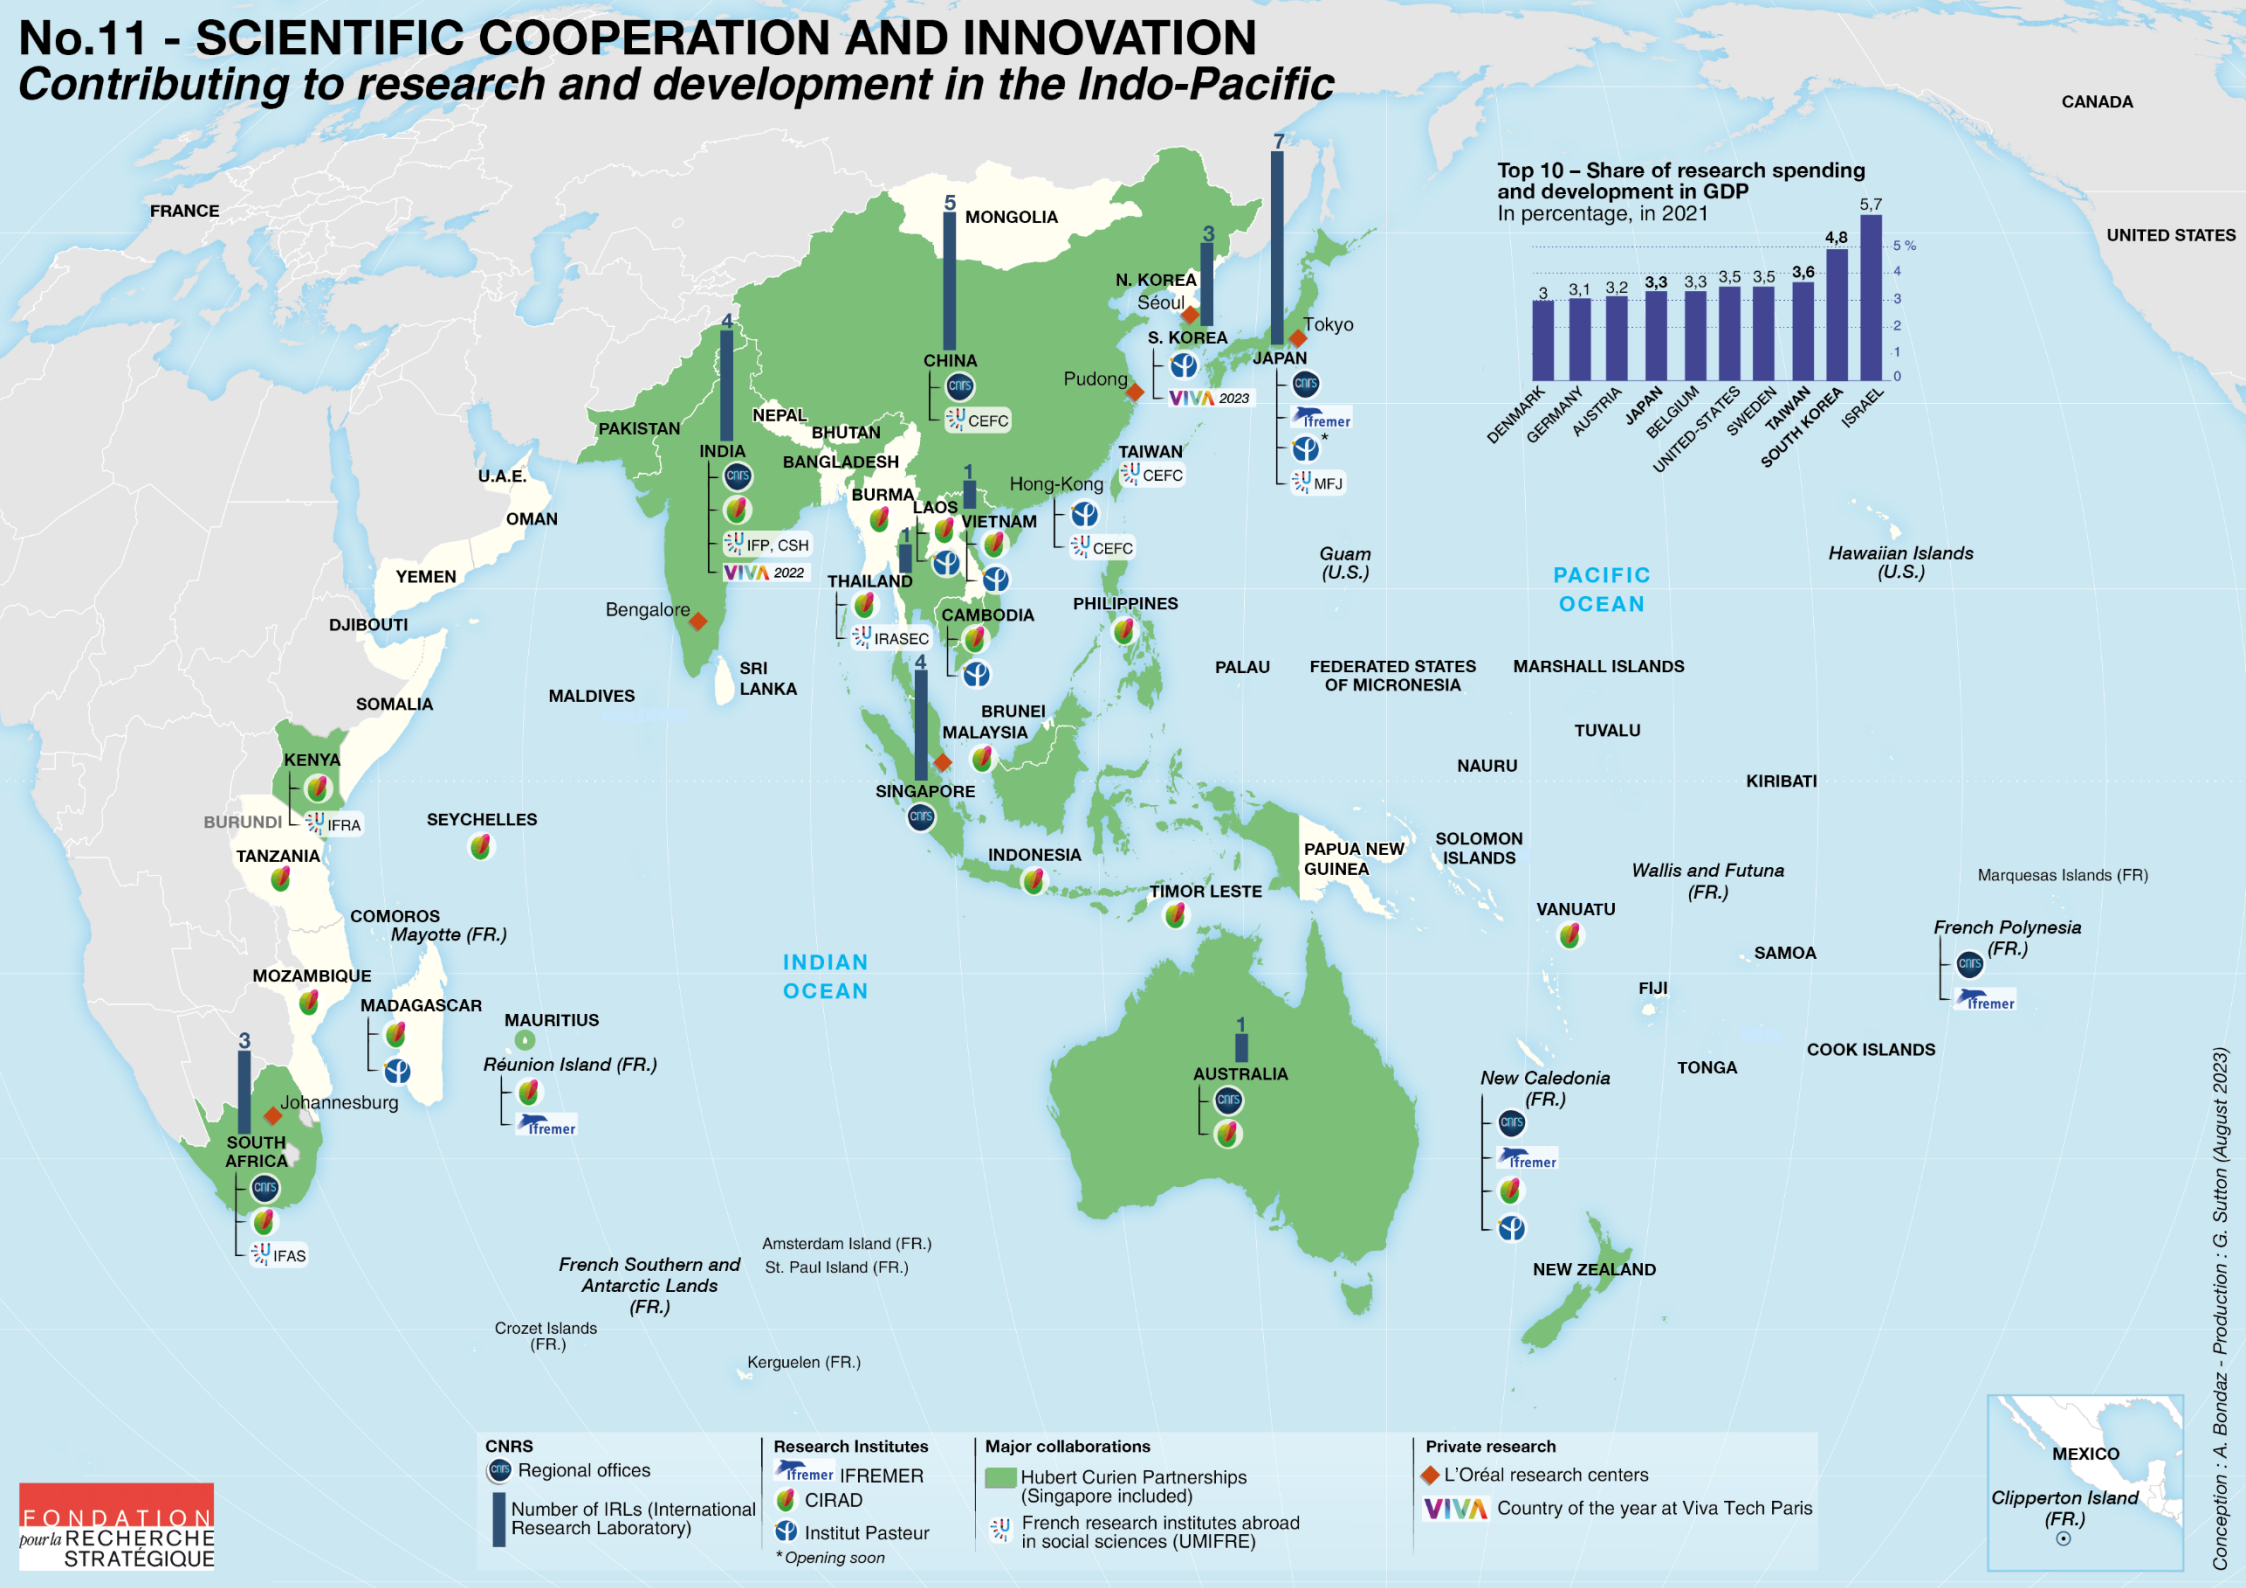 No.11 - SCIENTIFIC COOPERATION AND INNOVATION
Contributing to research and development in the Indo-Pacific
CANADA
UNITED STATES
FRANCE
MONGOLIA
Top 10 – Share of research spending
and development in GDP
In percentage, in 2021
5,7
4,8
3,6
3,5
3,5
3,3
3,3
3,2
3,1
3
5 %
4
3
2
1
0
DENMARK
GERMANY
AUSTRIA
JAPAN
BELGIUM
UNITED-STATES
SWEDEN
TAIWAN
SOUTH KOREA
ISRAEL
5
CHINA
cnrs
CEFC
3
N. KOREA
Séoul
S. KOREA
VIVA 2023
7
Tokyo
JAPAN
cnrs
Ifremer
*
MFJ
Pudong
TAIWAN
CEFC
Hong-Kong
CEFC
4
PAKISTAN
NEPAL
BHUTAN
BANGLADESH
INDIA
cnrs
IFP, CSH
VIVA 2022
Bengalore
SRI
LANKA
MALDIVES
U.A.E.
OMAN
YEMEN
DJIBOUTI
SOMALIA
BURMA
LAOS
1
VIETNAM
1
THAILAND
IRASEC
CAMBODIA
PHILIPPINES
4
BRUNEI
MALAYSIA
SINGAPORE
cnrs
INDONESIA
TIMOR LESTE
PAPUA NEW
GUINEA
Guam
(U.S.)
PACIFIC
OCEAN
Hawaiian Islands
(U.S.)
PALAU
FEDERATED STATES
OF MICRONESIA
MARSHALL ISLANDS
TUVALU
NAURU
KIRIBATI
SOLOMON
ISLANDS
Wallis and Futuna
(FR.)
Marquesas Islands (FR)
VANUATU
French Polynesia
(FR.)
cnrs
Ifremer
SAMOA
FIJI
COOK ISLANDS
TONGA
New Caledonia
(FR.)
cnrs
Ifremer
NEW ZEALAND
1
AUSTRALIA
cnrs
INDIAN
OCEAN
KENYA
IFRA
BURUNDI
TANZANIA
SEYCHELLES
COMOROS
Mayotte (FR.)
MOZAMBIQUE
MADAGASCAR
MAURITIUS
Réunion Island (FR.)
Ifremer
3
Johannesburg
SOUTH
AFRICA
cnrs
IFAS
Amsterdam Island (FR.)
St. Paul Island (FR.)
French Southern and
Antarctic Lands
(FR.)
Crozet Islands
(FR.)
Kerguelen (FR.)
MEXICO
Clipperton Island
(FR.)
Conception : A. Bondaz - Production : G. Sutton (August 2023)
FONDATION
pour la RECHERCHE
STRATÉGIQUE
CNRS
cnrs Regional offices
Number of IRLs (International
Research Laboratory)
Research Institutes
Ifremer IFREMER
CIRAD
Institut Pasteur
* Opening soon
Major collaborations
Hubert Curien Partnerships
(Singapore included)
French research institutes abroad
in social sciences (UMIFRE)
Private research
L'Oréal research centers
VIVA Country of the year at Viva Tech Paris